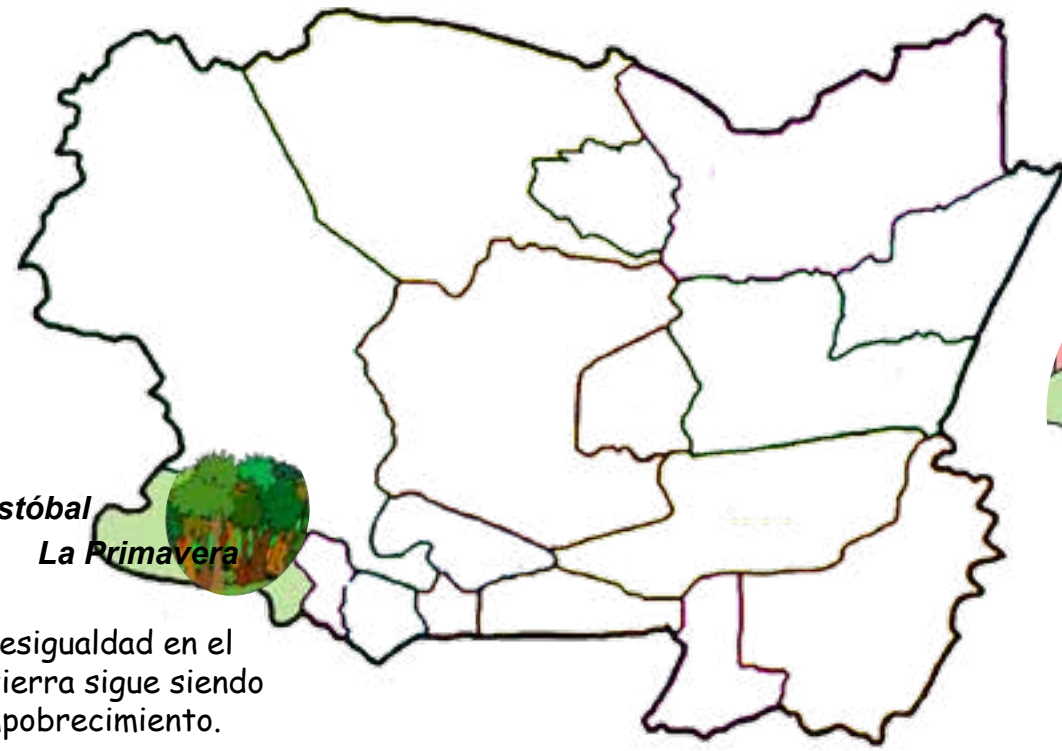 stóbal
La Primavera
esigualdad en el
ierra sigue siendo
pobrecimiento.